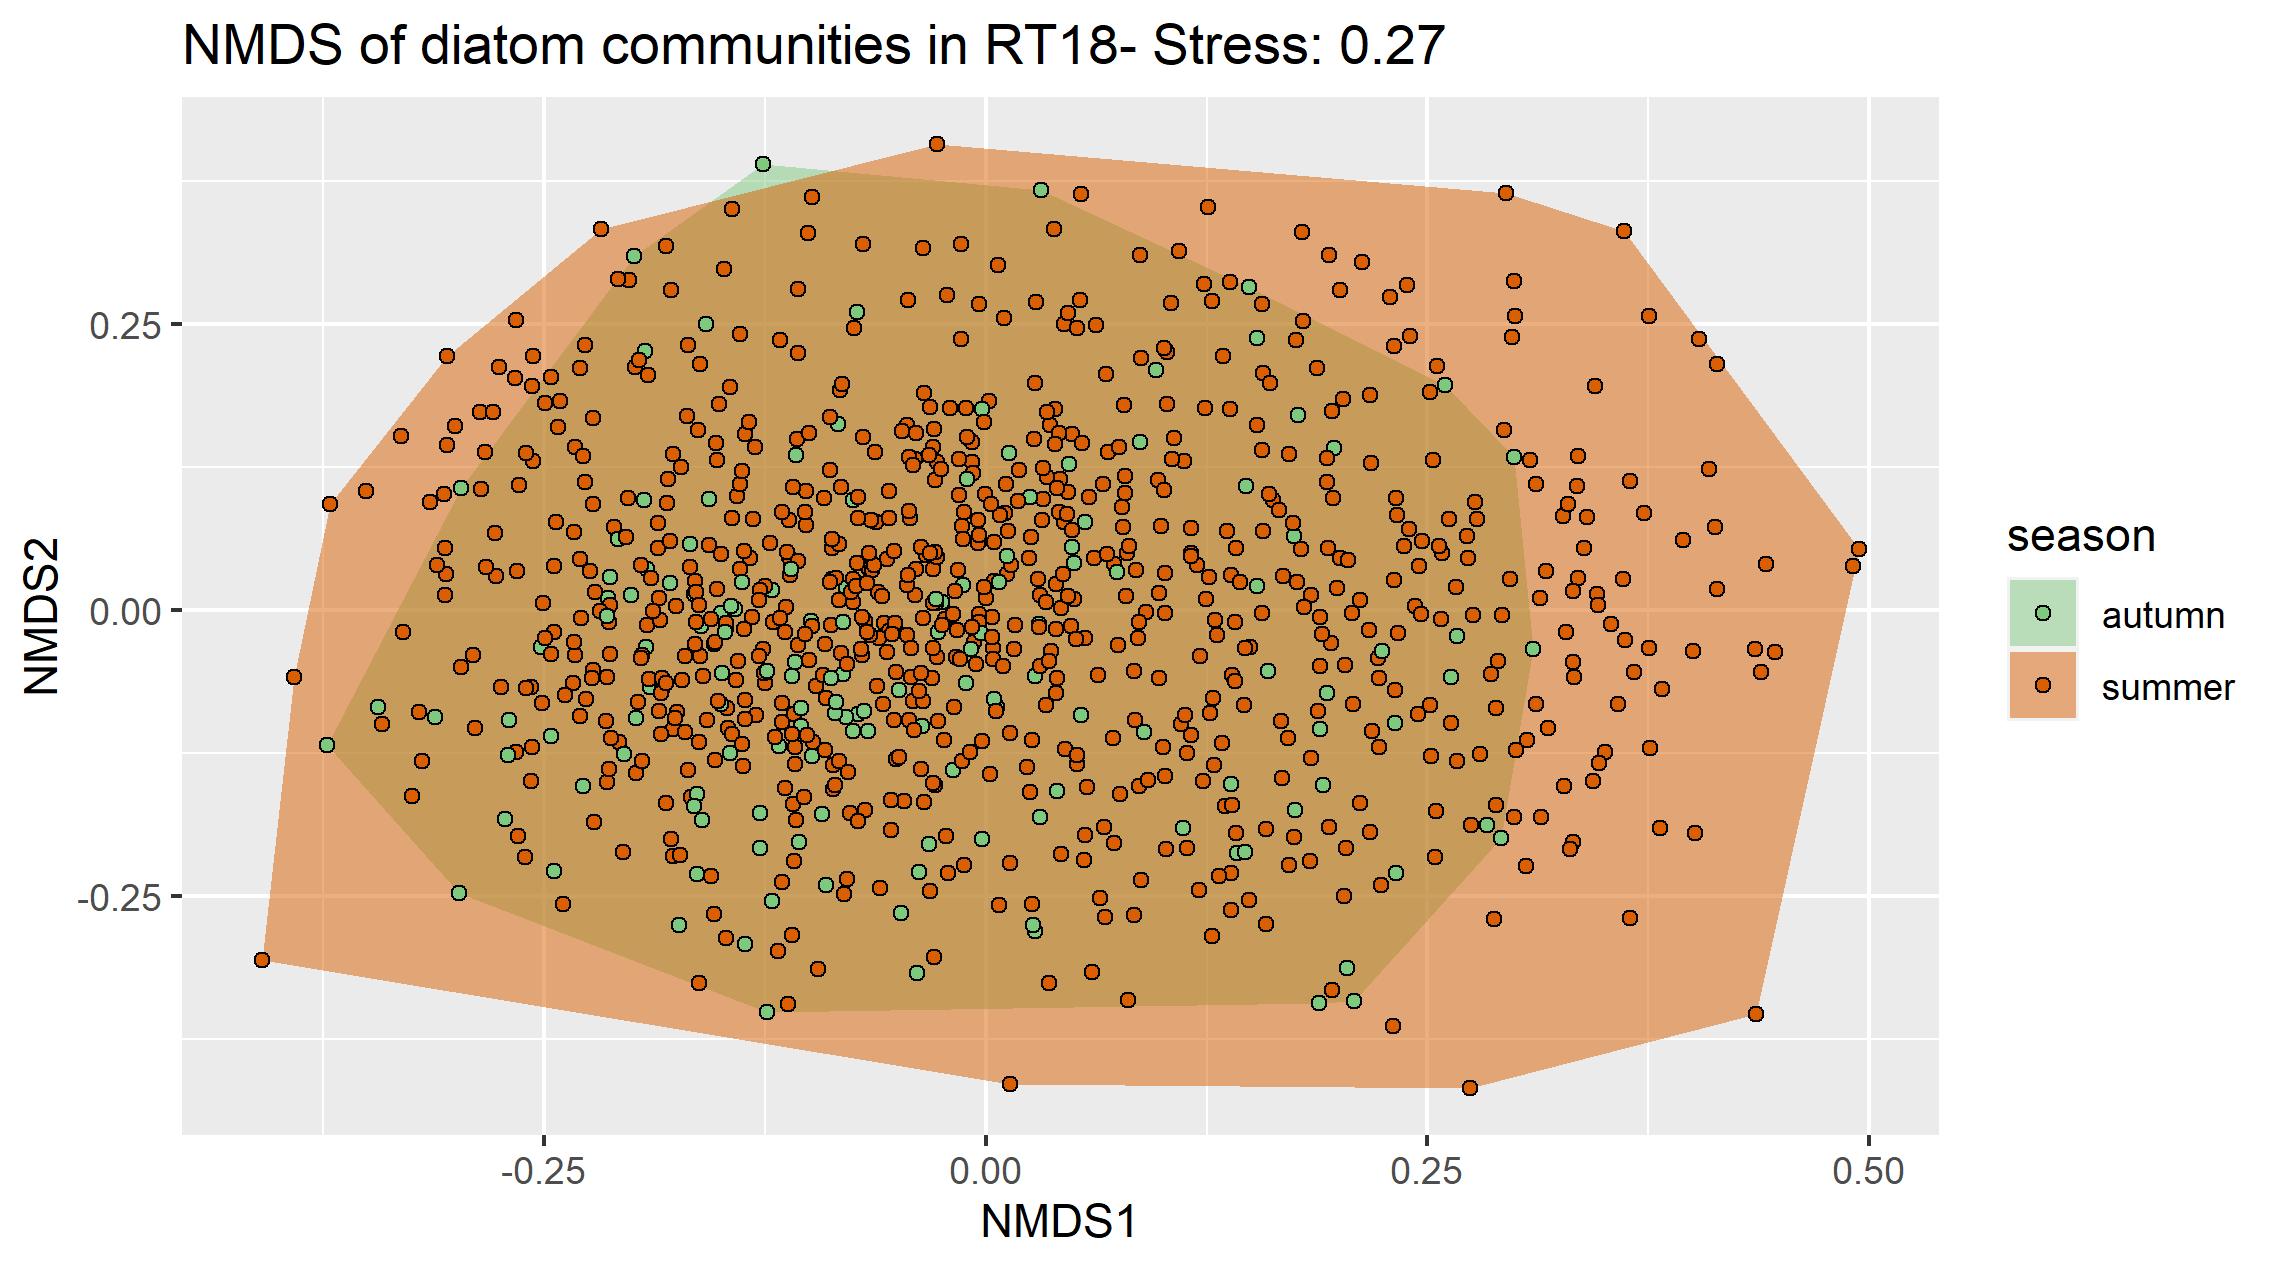 NMDS of diatom communities in RT18- Stress: 0.27
NMDS2
0.25
0.00
-0.25
-0.25
0.00
0.25
0.50
NMDS1
season
autumn
summer